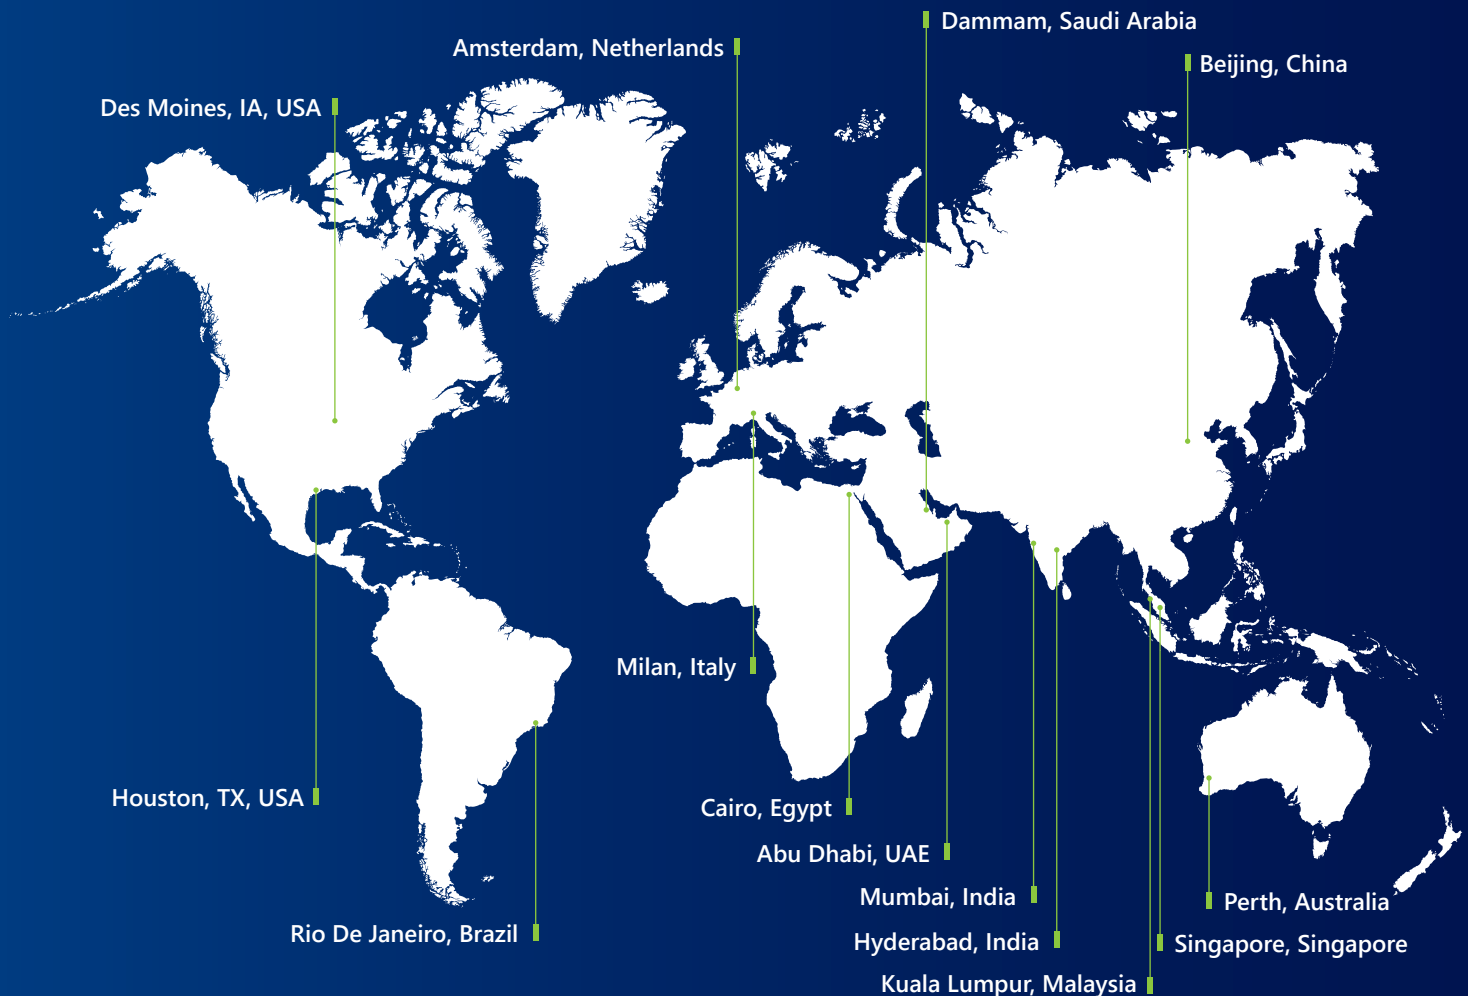 Dammam, Saudi Arabia
Amsterdam, Netherlands
Beijing, China
Des Moines, IA, USA
Milan, Italy
Houston, TX, USA
Cairo, Egypt
Abu Dhabi, UAE
Mumbai, India
Perth, Australia
Rio De Janeiro, Brazil
Hyderabad, India
Singapore, Singapore
Kuala Lumpur, Malaysia